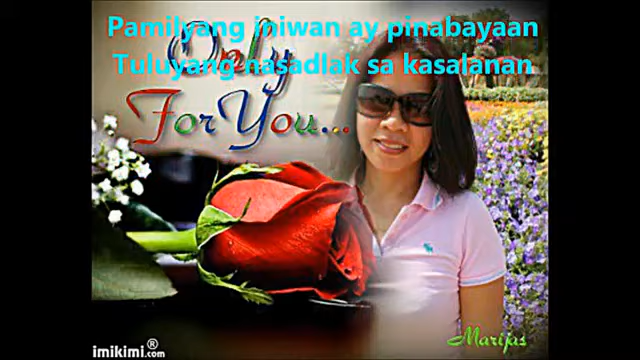 Pamilyang iniwan ay pinabayaan
Tuluyang nasadlak sa kasalanan
Only
For You...
Marijas
imikimi.com®